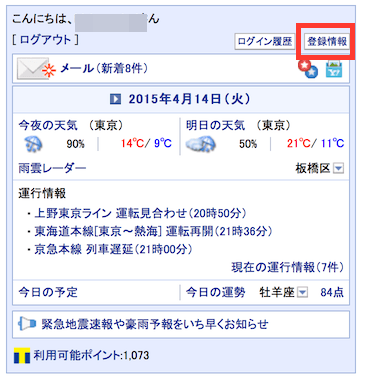 こんにちは、 ん
[ ログアウト ] ログイン履歴 登録情報
メール（新着8件）
2015年4月14日（火）
今夜の天気 （東京） 明日の天気 （東京）
90% 14℃/ 9℃ 50% 21℃/ 11℃
雨雲レーダー 板橋区
運行情報
・上野東京ライン 運転見合わせ（20時50分）
・東海道本線[東京～熱海] 運転再開（21時36分）
・京急本線 列車遅延（21時00分）
現在の運行情報（7件）
今日の予定 今日の運勢 牡羊座 84点
緊急地震速報や豪雨予報をいち早くお知らせ
利用可能ポイント:1,073